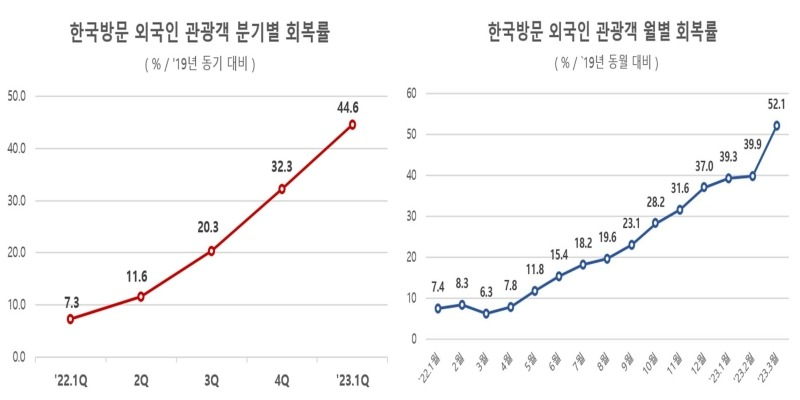 한국방문 외국인 관광객 분기별 회복률
( % / '19년 동기 대비 )
50.0
40.0
30.0
20.0
10.0
0.0
7.3
11.6
20.3
32.3
44.6
'22.1Q
2Q
3Q
4Q
'23.1Q
한국방문 외국인 관광객 월별 회복률
( % / `19년 동월 대비 )
60
50
40
30
20
10
0
7.4
8.3
6.3
7.8
11.8
15.4
18.2
19.6
23.1
28.2
31.6
37.0
39.3
39.9
52.1
'22.1월
2월
3월
4월
5월
6월
7월
8월
9월
10월
11월
12월
'23.1월
'23.2월
'23.3월